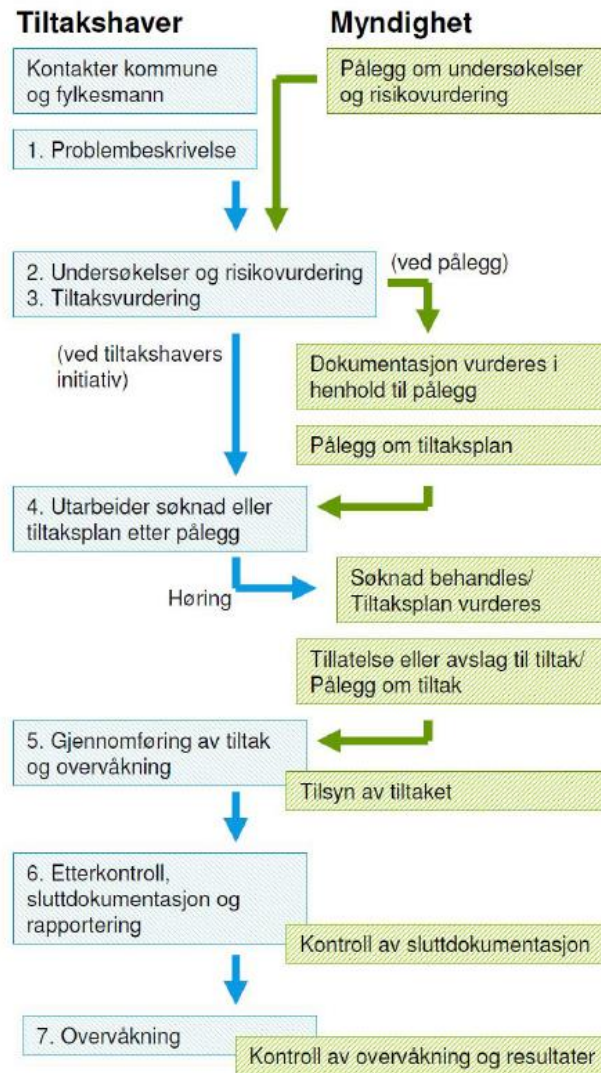 Tiltakshaver
Myndighet
Kontakter kommune
og fylkesmann
Pålegg om undersøkelser
og risikovurdering
1. Problembeskrivelse
2. Undersøkelser og risikovurdering
3. Tiltaksvurdering
(ved pålegg)
(ved tiltakshavers
initiativ)
Dokumentasjon vurderes i
henhold til pålegg
Pålegg om tiltaksplan
4. Utarbeider søknad eller
tiltaksplan etter pålegg
Høring
Søknad behandles/
Tiltaksplan vurderes
Tillatelse eller avslag til tiltak/
Pålegg om tiltak
5. Gjennomføring av tiltak
og overvåkning
Tilsyn av tiltaket
6. Etterkontroll,
sluttdokumentasjon og
rapportering
Kontroll av sluttdokumentasjon
7. Overvåkning
Kontroll av overvåkning og resultater